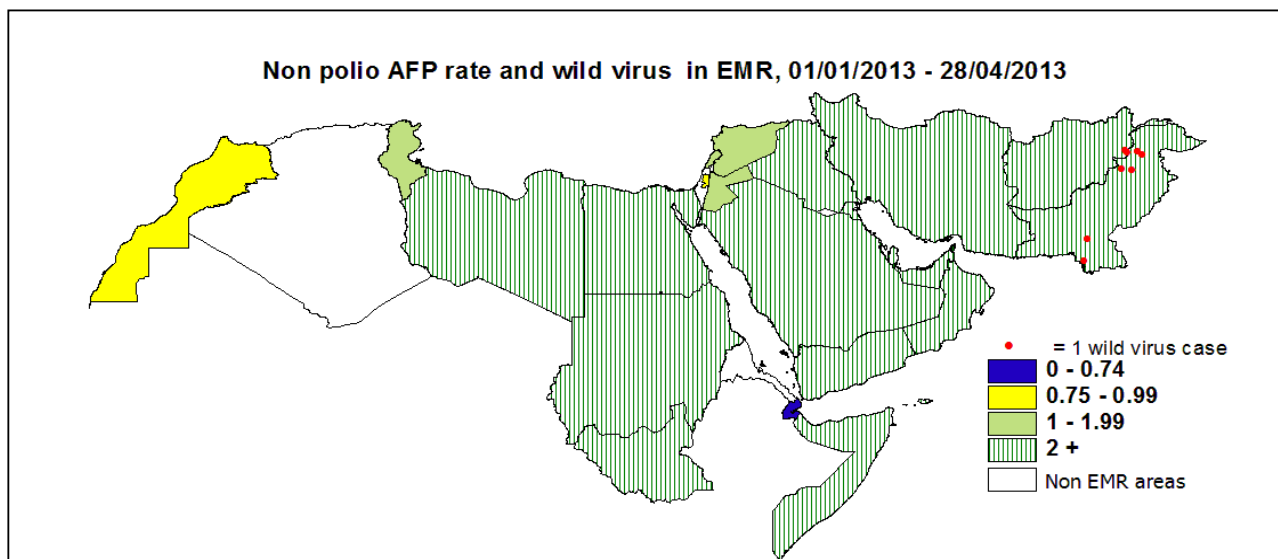 Non polio AFP rate and wild virus in EMR, 01/01/2013 - 28/04/2013
= 1 wild virus case
0 - 0.74
0.75 - 0.99
1 - 1.99
2 +
Non EMR areas